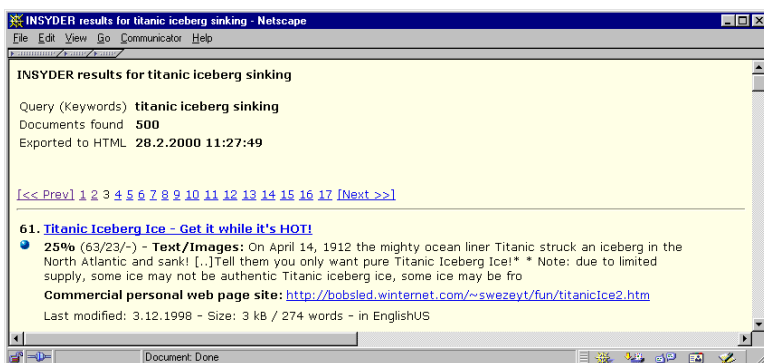 INSYDER results for titanic iceberg sinking - Netscape
File Edit View Go Communicator Help
INSYDER results for titanic iceberg sinking
Query (Keywords) titanic iceberg sinking
Documents found 500
Exported to HTML 28.2.2000 11:27:49
[<< Prev] 1 2 3 4 5 6 7 8 9 10 11 12 13 14 15 16 17 [Next >>]
61. Titanic Iceberg Ice - Get it while it's HOT!
25% (63/23/-) - Text/Images: On April 14, 1912 the mighty ocean liner Titanic struck an iceberg in the
North Atlantic and sank! [..]Tell them you only want pure Titanic Iceberg Ice!* * Note: due to limited
supply, some ice may not be authentic Titanic iceberg ice, some ice may be fro
Commercial personal web page site: http://bobsled.winternet.com/~swezeyt/fun/titanicIce2.htm
Last modified: 3.12.1998 - Size: 3 kB / 274 words - in EnglishUS
Document: Done